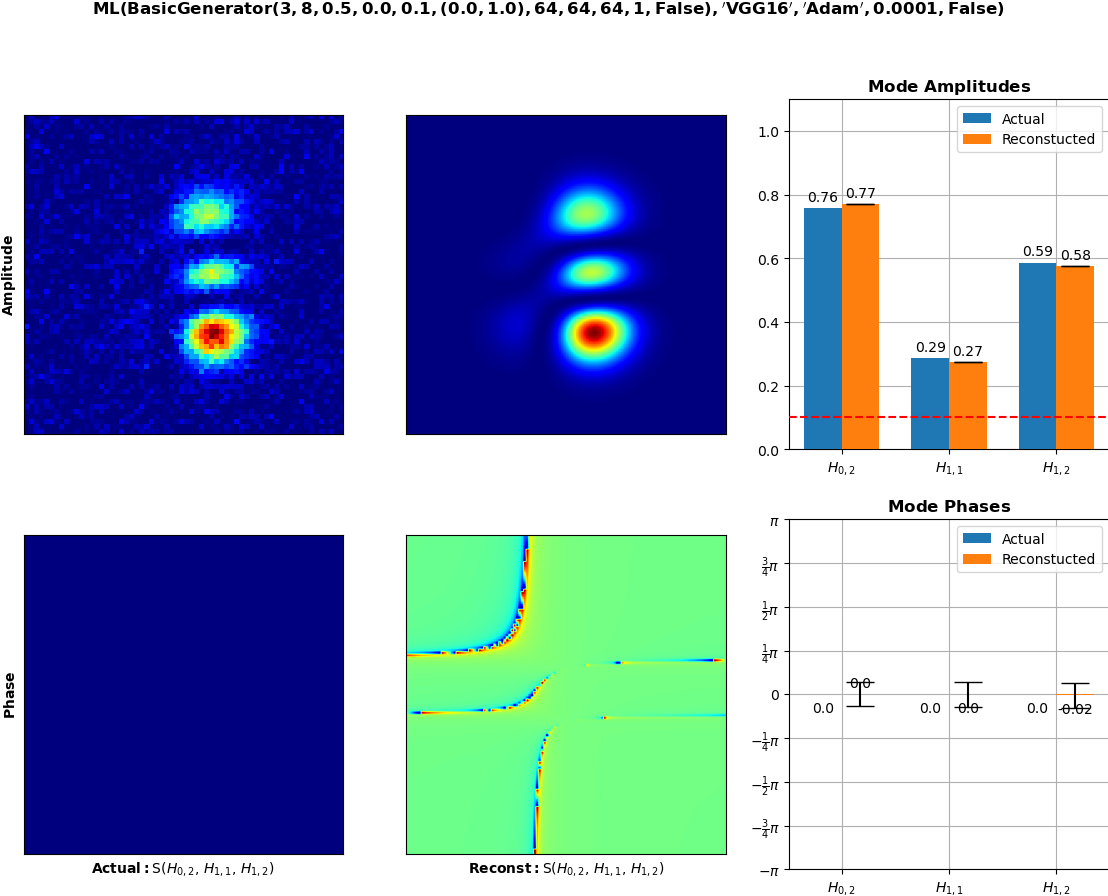 ML(BasicGenerator(3, 8, 0.5, 0.0, 0.1, (0.0, 1.0), 64, 64, 64, 1, False), ′VGG16′, ′Adam′, 0.0001, False)
Amplitude
Mode Amplitudes
Actual
Reconstucted
1.0
0.8
0.6
0.4
0.2
0.0
0.76
0.77
0.29
0.27
0.59
0.58
H0,2
H1,1
H1,2
Phase
Actual: S(H0,2, H1,1, H1,2)
Reconst: S(H0,2, H1,1, H1,2)
Mode Phases
Actual
Reconstucted
π
3/4π
1/2π
1/4π
0
−1/4π
−1/2π
−3/4π
−π
0.0
0.0
0.0
0.0
0.0
-0.02
H0,2
H1,1
H1,2